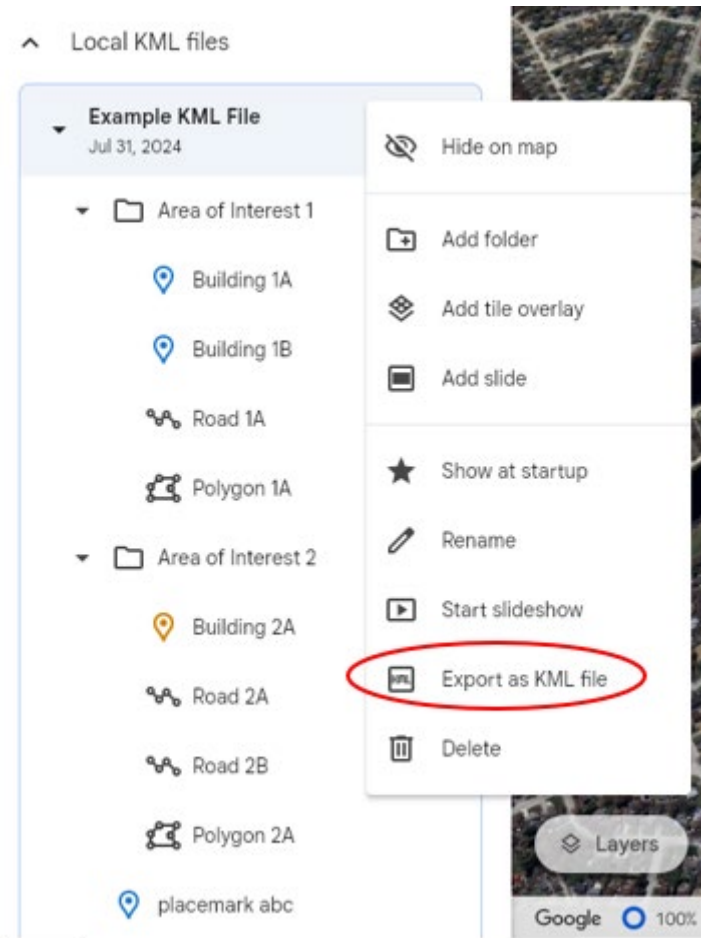 Local KML files
Example KML File
Jul 31, 2024
Area of Interest 1
Building 1A
Building 1B
Road 1A
Polygon 1A
Area of Interest 2
Building 2A
Road 2A
Road 2B
Polygon 2A
placemark abc
Hide on map
Add folder
Add tile overlay
Add slide
Show at startup
Rename
Start slideshow
KML Export as KML file
Delete
Layers
Google 100%